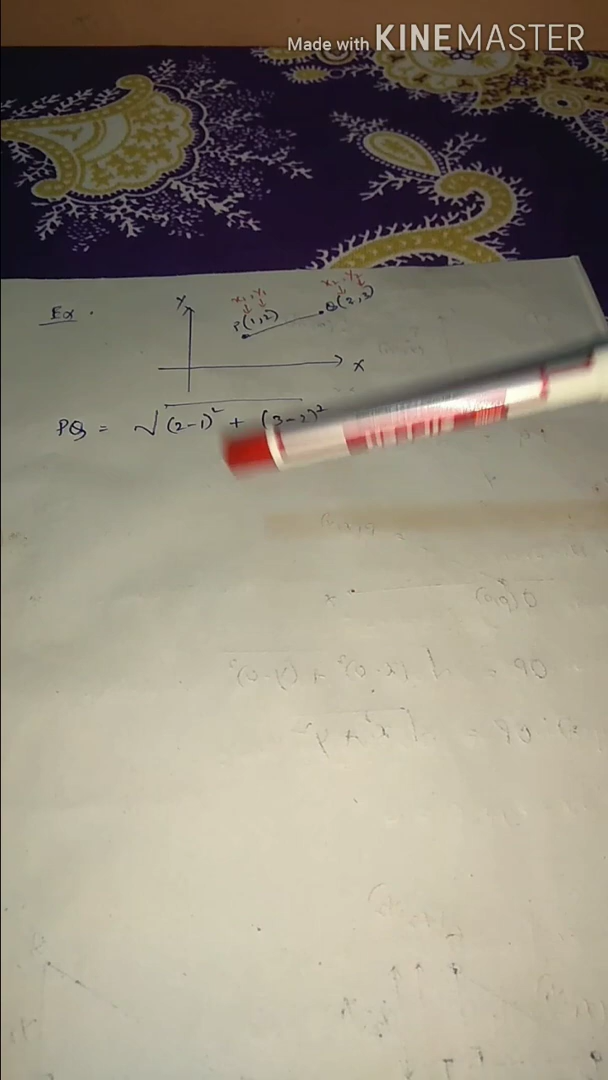 Made with KINEMASTER
Ex.
Y
x₁, y₁
x₂, y₂
P(1,2)
Q(2,3)
X
PQ = √(2-1)² + (3-2)²